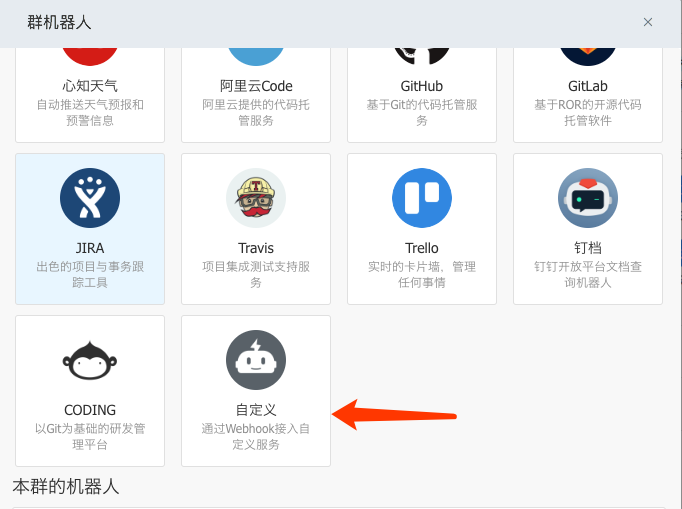 群机器人
心知天气
自动推送天气预报和
预警信息
阿里云Code
阿里云提供的代码托
管服务
GitHub
基于Git的代码托管服
务
GitLab
基于ROR的开源代码
托管软件
JIRA
出色的项目与事务跟
踪工具
Travis
项目集成测试支持服
务
Trello
实时的卡片墙，管理
任何事情
钉档
钉钉开放平台文档查
询机器人
CODING
以Git为基础的研发管
理平台
自定义
通过Webhook接入自
定义服务
本群的机器人